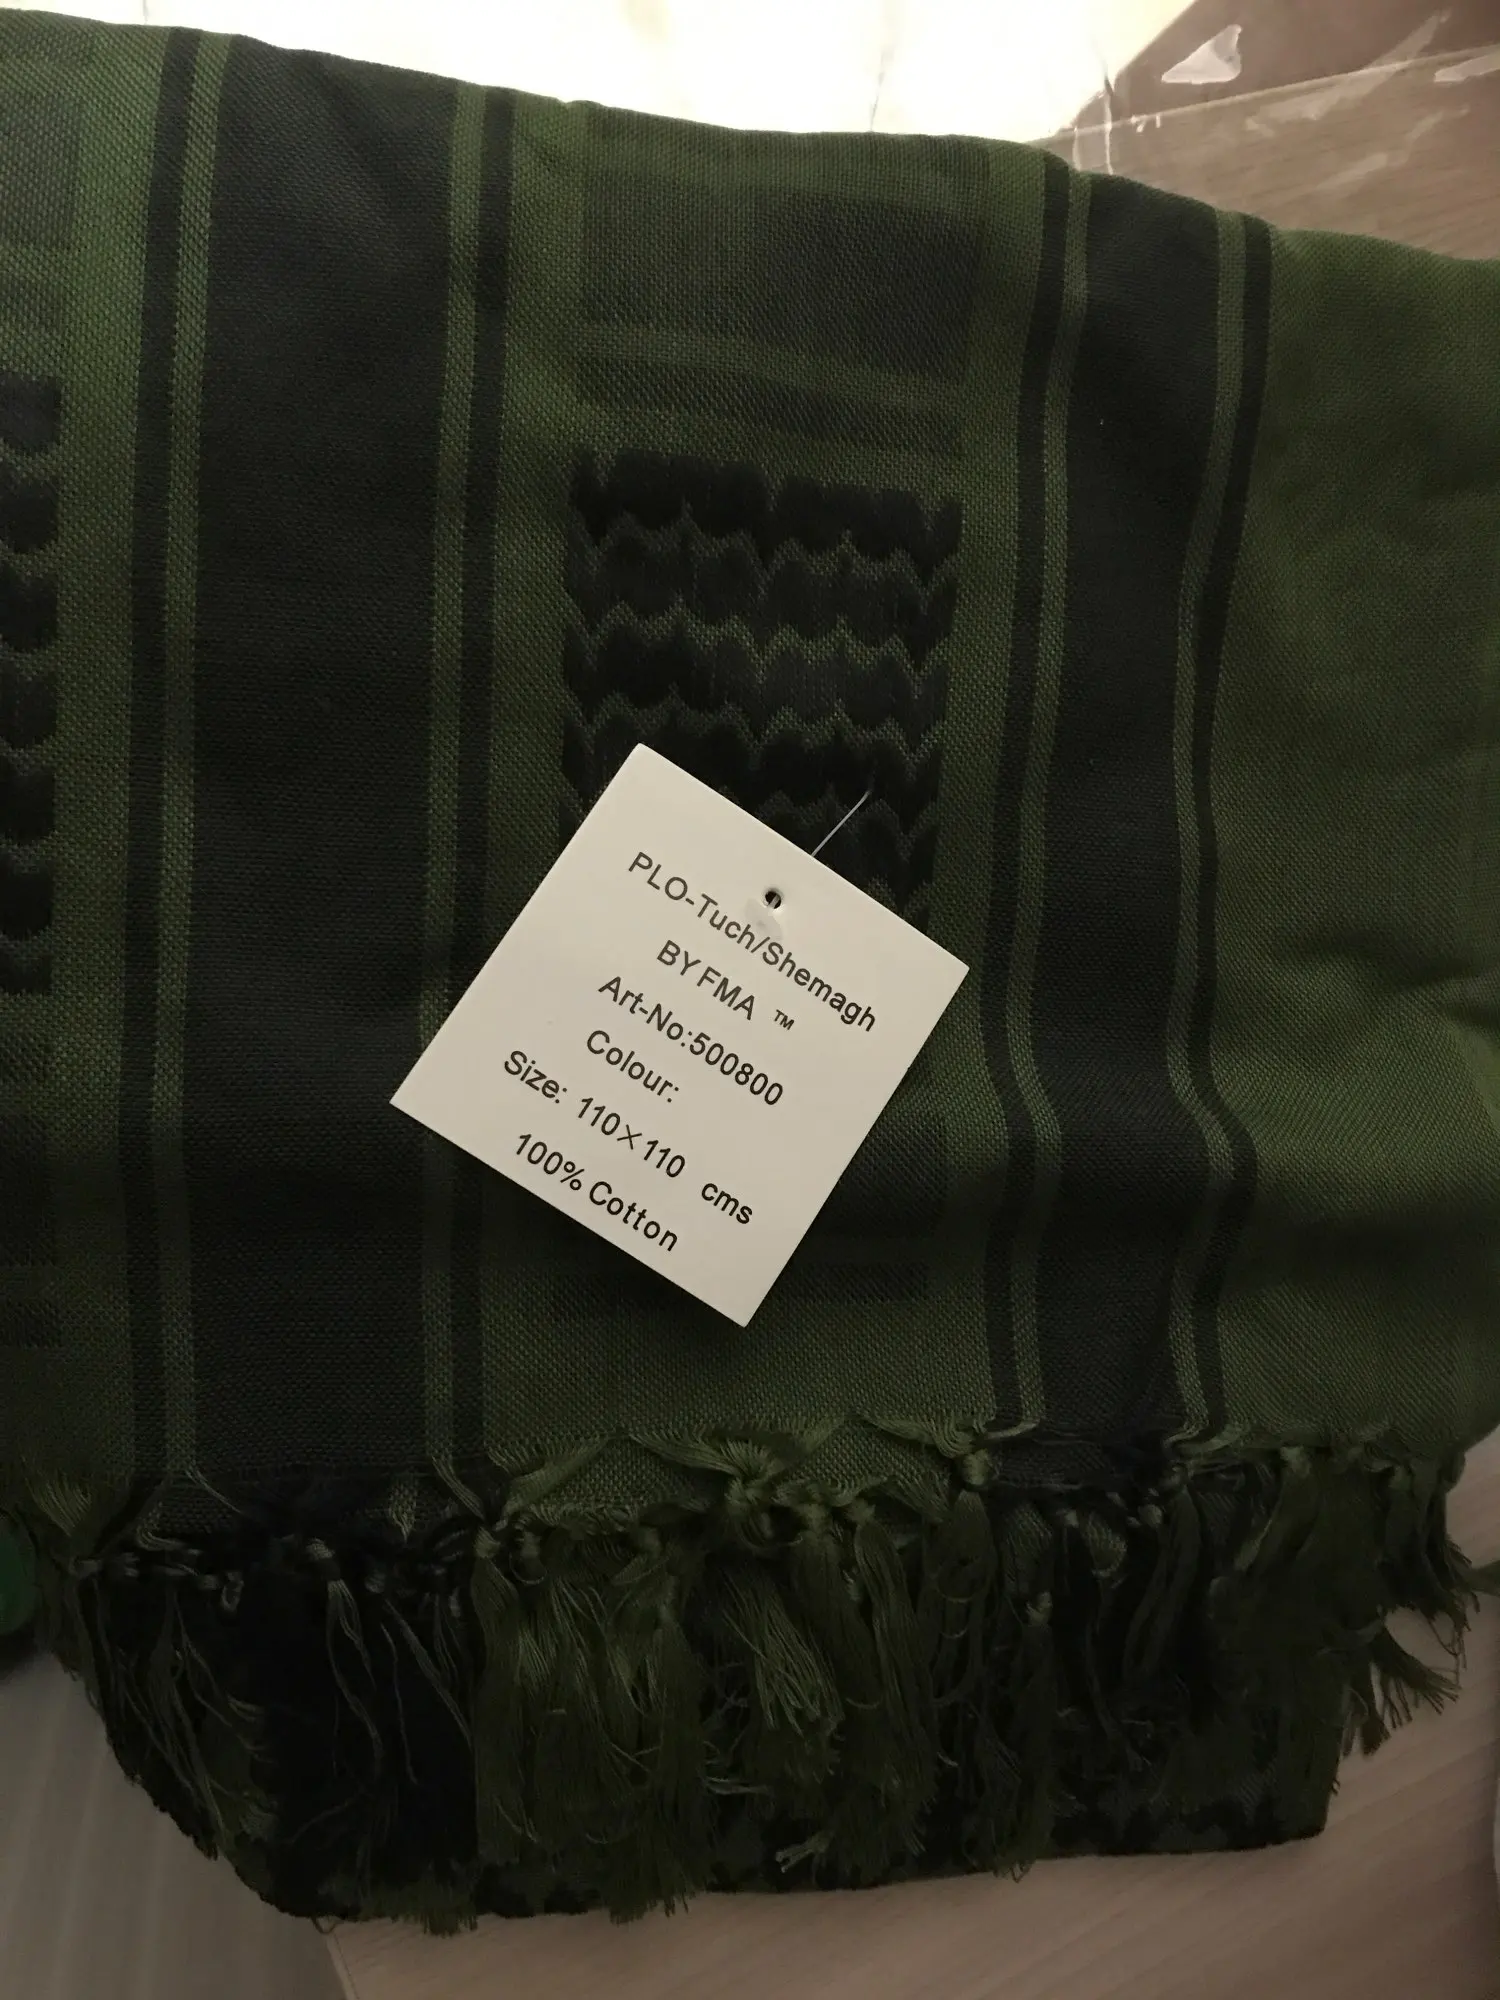 PLO-Tuch/Shemagh
BY FMA ™
Art-No:500800
Colour:
Size: 110×110 cms
100% Cotton